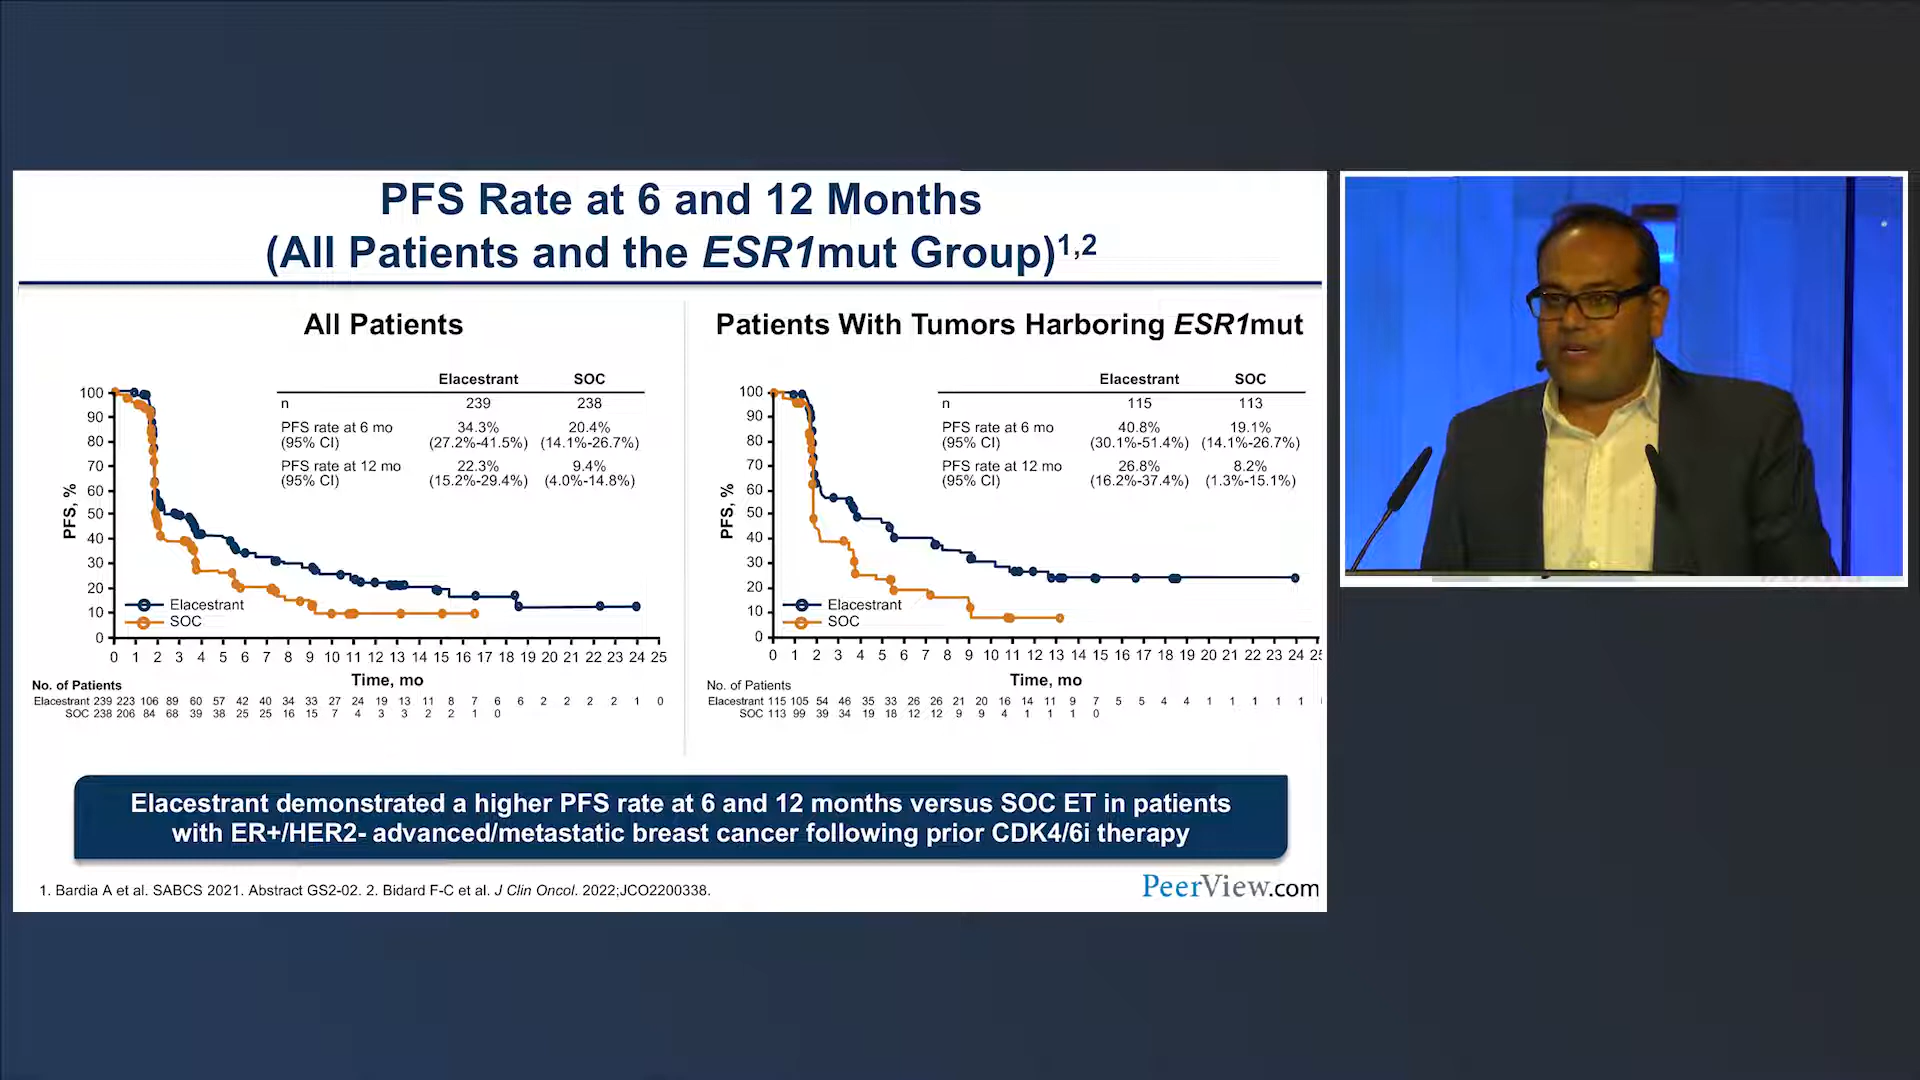 PFS Rate at 6 and 12 Months
(All Patients and the ESR1mut Group)1,2
All Patients
Elacestrant SOC
n 239 238
PFS rate at 6 mo 34.3% 20.4%
(95% CI) (27.2%-41.5%) (14.1%-26.7%)
PFS rate at 12 mo 22.3% 9.4%
(95% CI) (15.2%-29.4%) (4.0%-14.8%)
PFS, %
100
90
80
70
60
50
40
30
20
10
0
Elacestrant
SOC
0 1 2 3 4 5 6 7 8 9 10 11 12 13 14 15 16 17 18 19 20 21 22 23 24 25
Time, mo
No. of Patients
Elacestrant 239 223 106 89 60 57 42 40 34 33 27 24 19 13 11 8 7 6 6 2 2 2 2 1 0
SOC 238 206 84 68 39 38 25 25 16 15 7 4 3 3 2 2 1 0
Patients With Tumors Harboring ESR1mut
Elacestrant SOC
n 115 113
PFS rate at 6 mo 40.8% 19.1%
(95% CI) (30.1%-51.4%) (14.1%-26.7%)
PFS rate at 12 mo 26.8% 8.2%
(95% CI) (16.2%-37.4%) (1.3%-15.1%)
PFS, %
100
90
80
70
60
50
40
30
20
10
0
Elacestrant
SOC
0 1 2 3 4 5 6 7 8 9 10 11 12 13 14 15 16 17 18 19 20 21 22 23 24 25
Time, mo
No. of Patients
Elacestrant 115 105 54 46 35 33 26 26 21 20 16 14 11 9 7 5 5 4 4 1 1 1 1 1
SOC 113 99 39 34 19 18 12 12 9 9 4 1 1 1 0
Elacestrant demonstrated a higher PFS rate at 6 and 12 months versus SOC ET in patients
with ER+/HER2- advanced/metastatic breast cancer following prior CDK4/6i therapy
1. Bardia A et al. SABCS 2021. Abstract GS2-02. 2. Bidard F-C et al. J Clin Oncol. 2022;JCO2200338.
PeerView.com